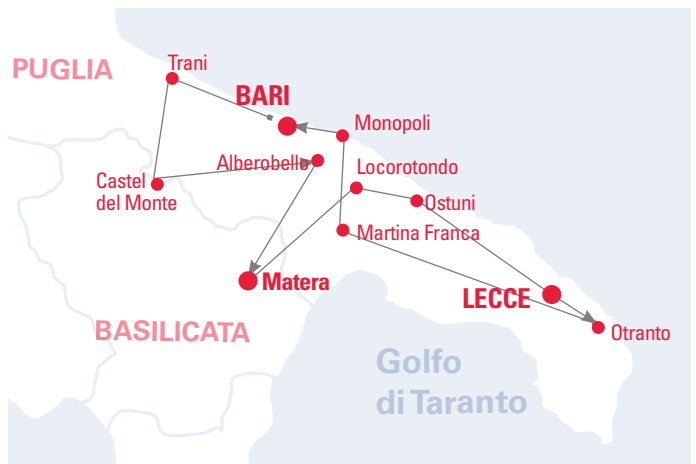 Trani
PUGLIA
BARI
Monopoli
Alberobello
Locorotondo
Castel
del Monte
Ostuni
Martina Franca
Matera
LECCE
BASILICATA
Otranto
Golfo
di Taranto